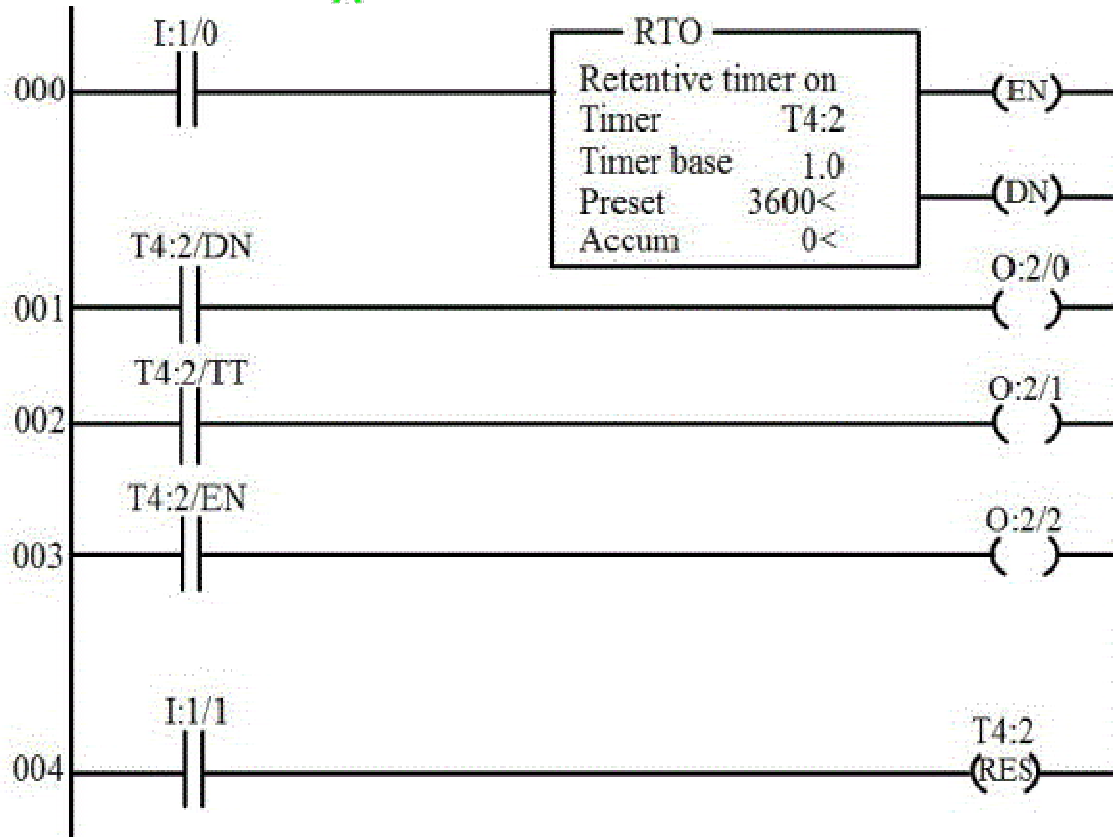 I:1/0
RTO
000
Retentive timer on
(EN)
Timer T4:2
Timer base 1.0
Preset 3600<
(DN)
Accum 0<
T4:2/DN
O:2/0
001
T4:2/TT
O:2/1
002
T4:2/EN
O:2/2
003
I:1/1
T4:2
004
(RES)